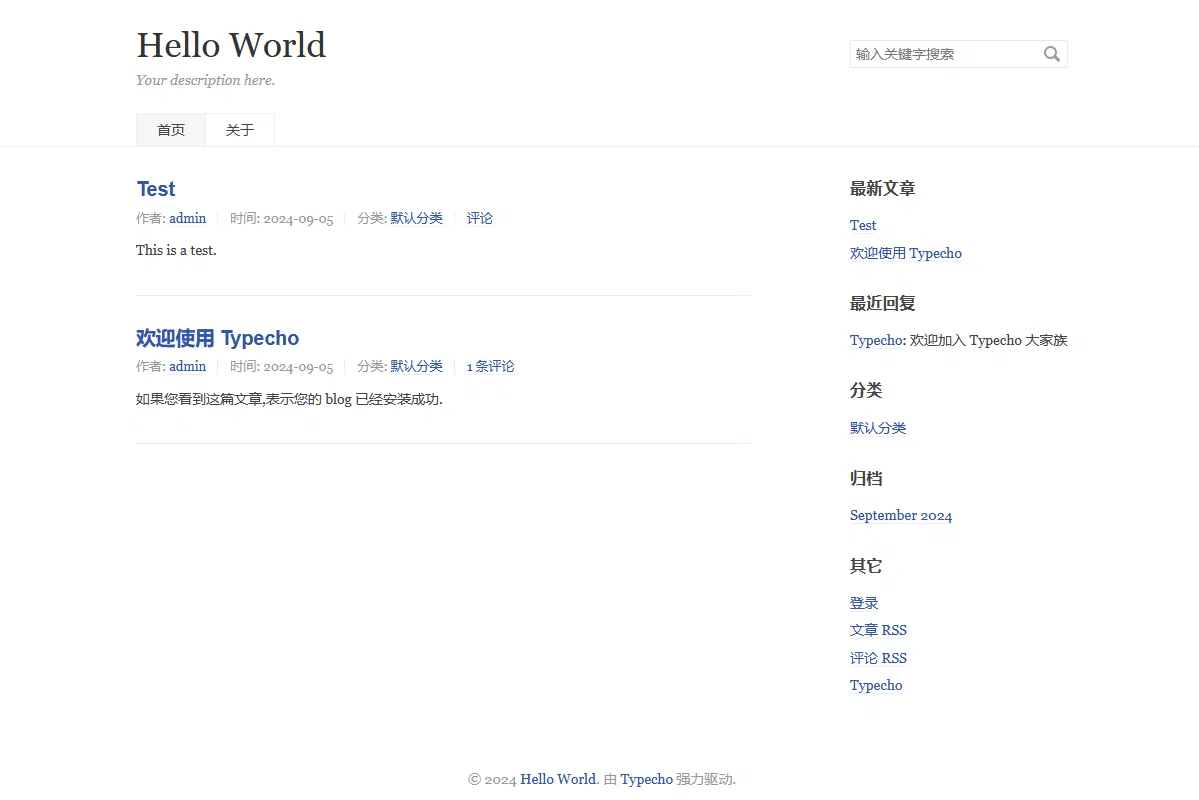 Hello World
Your description here.
输入关键字搜索
首页 关于
Test
作者: admin 时间: 2024-09-05 分类: 默认分类 评论
This is a test.
欢迎使用 Typecho
作者: admin 时间: 2024-09-05 分类: 默认分类 1 条评论
如果您看到这篇文章,表示您的 blog 已经安装成功.
最新文章
Test
欢迎使用 Typecho
最近回复
Typecho: 欢迎加入 Typecho 大家族
分类
默认分类
归档
September 2024
其它
登录
文章 RSS
评论 RSS
Typecho
© 2024 Hello World. 由 Typecho 强力驱动.